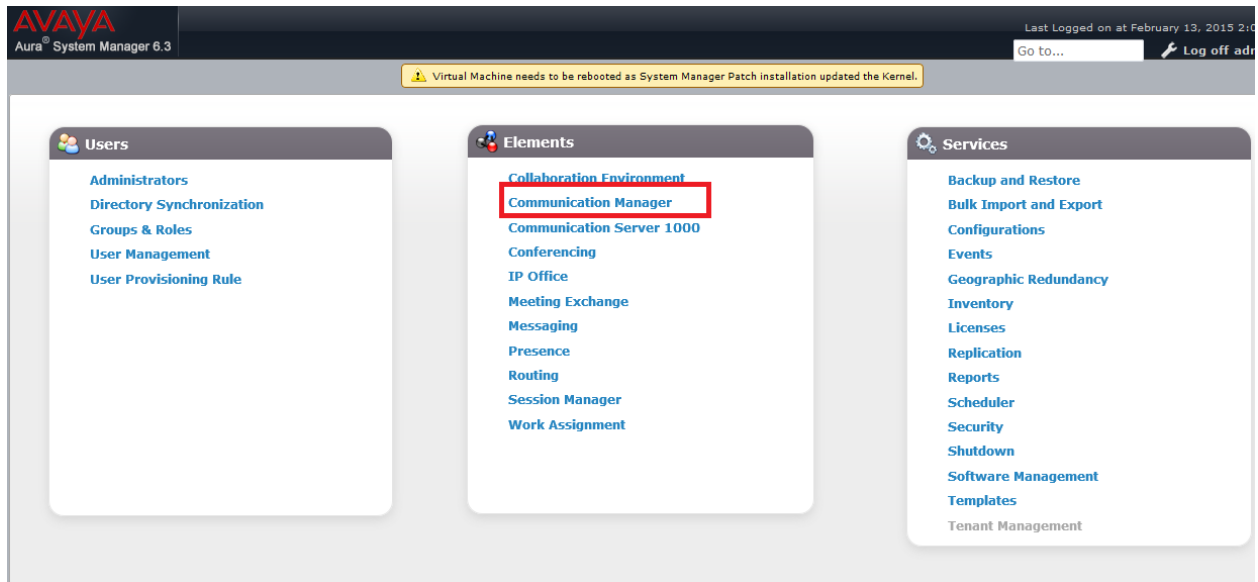 AVAYA
Aura® System Manager 6.3
Last Logged on at February 13, 2015
Go to...
Log off
Virtual Machine needs to be rebooted as System Manager Patch installation updated the Kernel.
Users
Administrators
Directory Synchronization
Groups & Roles
User Management
User Provisioning Rule
Elements
Collaboration Environment
Communication Manager
Communication Server 1000
Conferencing
IP Office
Meeting Exchange
Messaging
Presence
Routing
Session Manager
Work Assignment
Services
Backup and Restore
Bulk Import and Export
Configurations
Events
Geographic Redundancy
Inventory
Licenses
Replication
Reports
Scheduler
Security
Shutdown
Software Management
Templates
Tenant Management